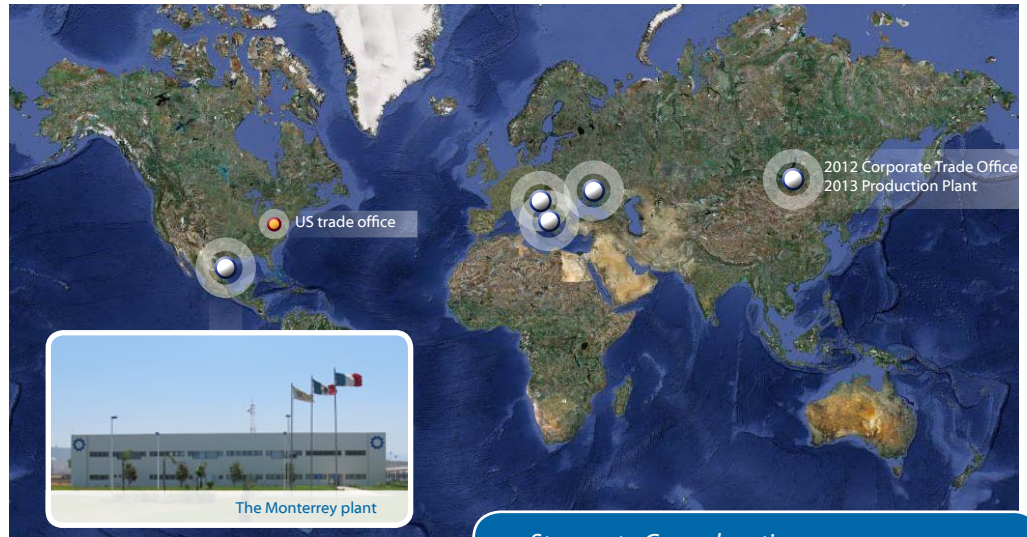 2012 Corporate Trade Office
2013 Production Plant
US trade office
The Monterrey plant